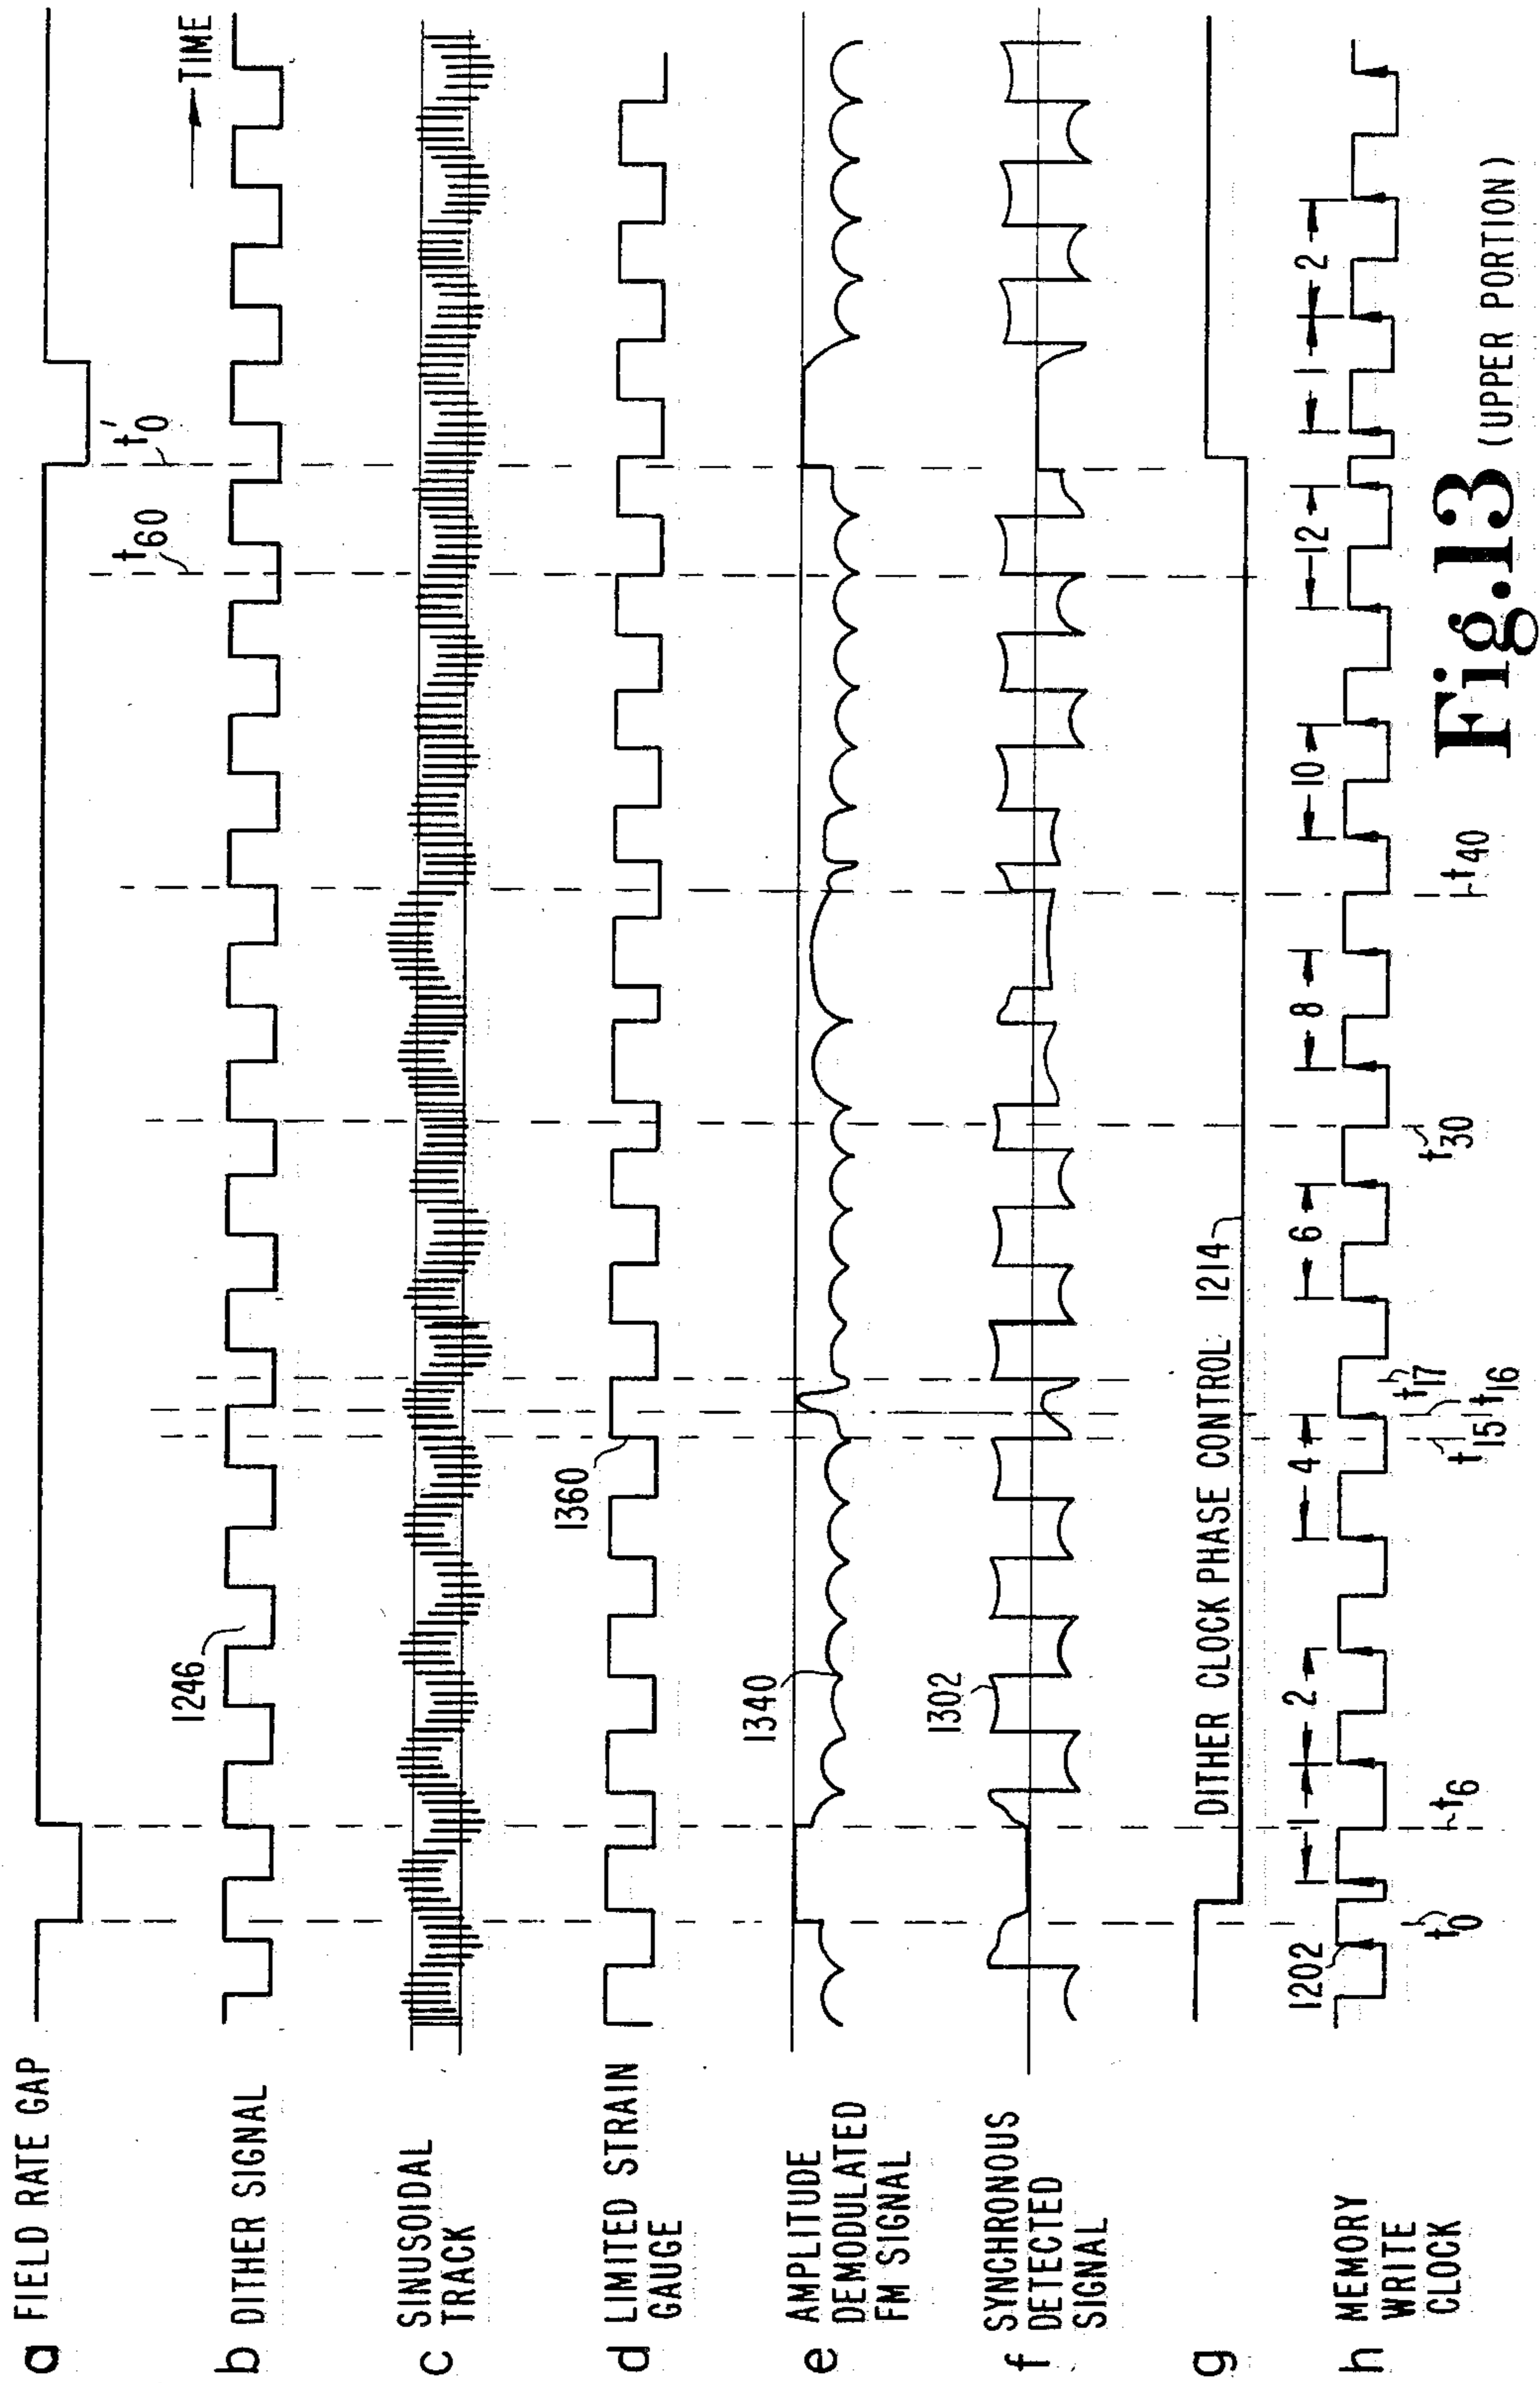 a FIELD RATE GAP
TIME
t60
t'0
b DITHER SIGNAL
1246
c SINUSOIDAL
TRACK
d LIMITED STRAIN
GAUGE
1360
e AMPLITUDE
DEMODULATED
FM SIGNAL
1340
f SYNCHRONOUS
DETECTED
SIGNAL
1302
g
DITHER CLOCK PHASE CONTROL 1214
h MEMORY
WRITE
CLOCK
1202
1 2 4 6 8 10 12 1 2
t0 t6 t15 t16 t17 t30 t40
Fig.13 (UPPER PORTION)